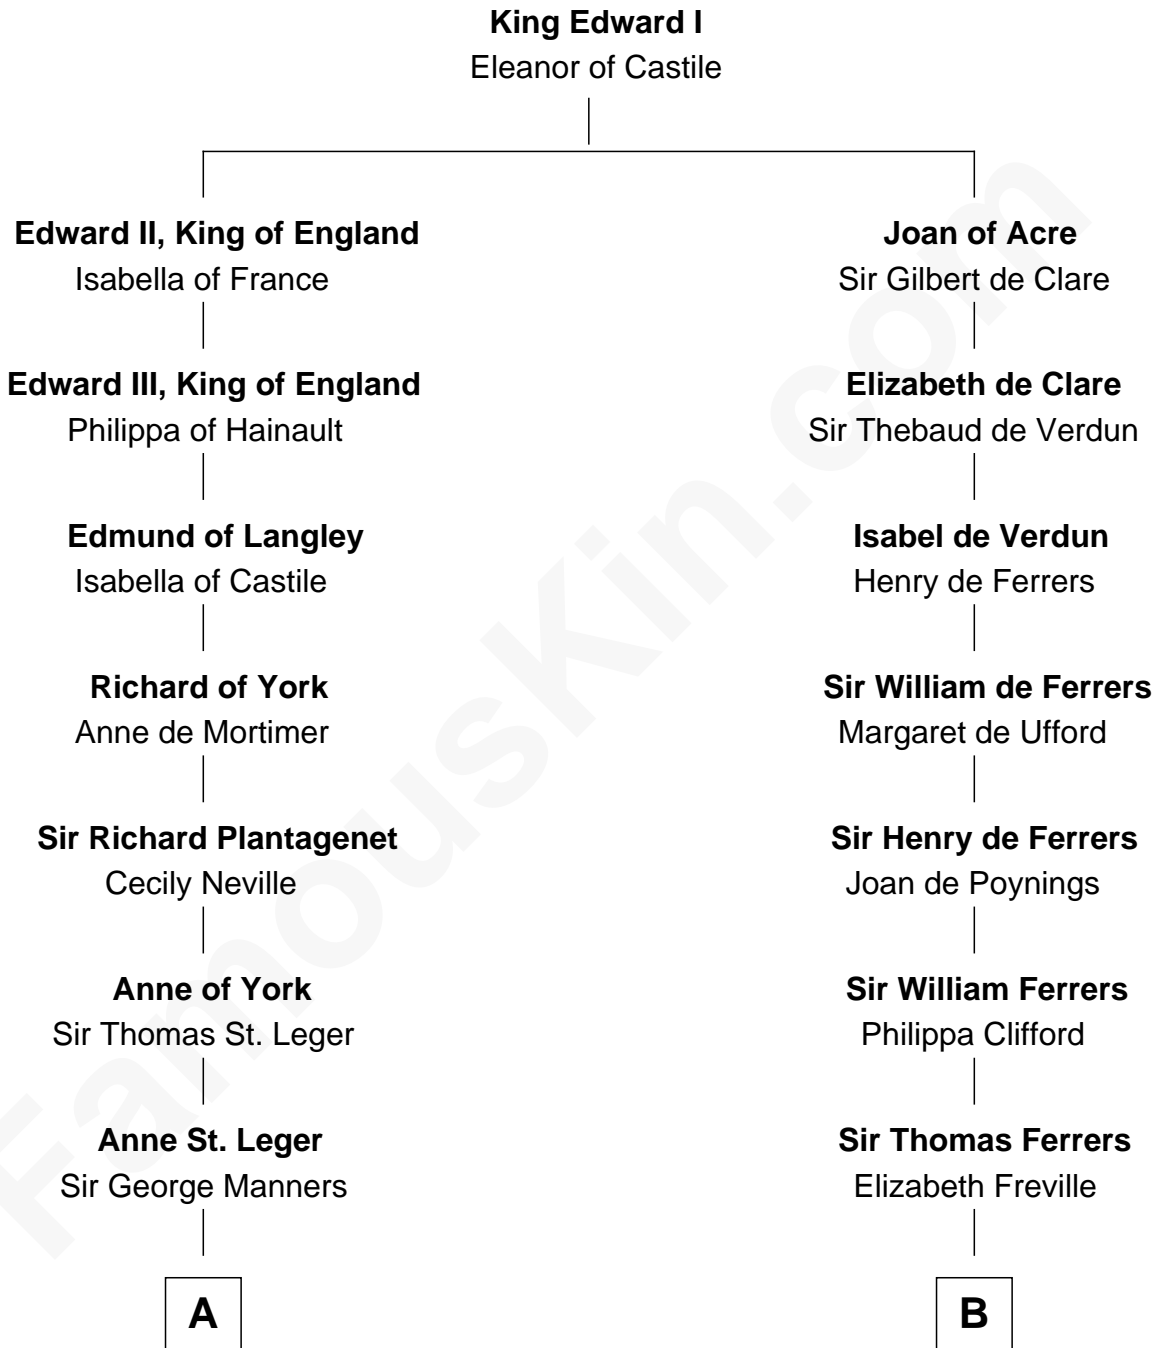 King Edward I
Eleanor of Castile
Edward II, King of England
Isabella of France
Joan of Acre
Sir Gilbert de Clare
Edward III, King of England
Philippa of Hainault
Elizabeth de Clare
Sir Thebaud de Verdun
Edmund of Langley
Isabella of Castile
Isabel de Verdun
Henry de Ferrers
Richard of York
Anne de Mortimer
Sir William de Ferrers
Margaret de Ufford
Sir Richard Plantagenet
Cecily Neville
Sir Henry de Ferrers
Joan de Poynings
Anne of York
Sir Thomas St. Leger
Sir William Ferrers
Philippa Clifford
Anne St. Leger
Sir George Manners
Sir Thomas Ferrers
Elizabeth Freville
A
B
FamousKin.com